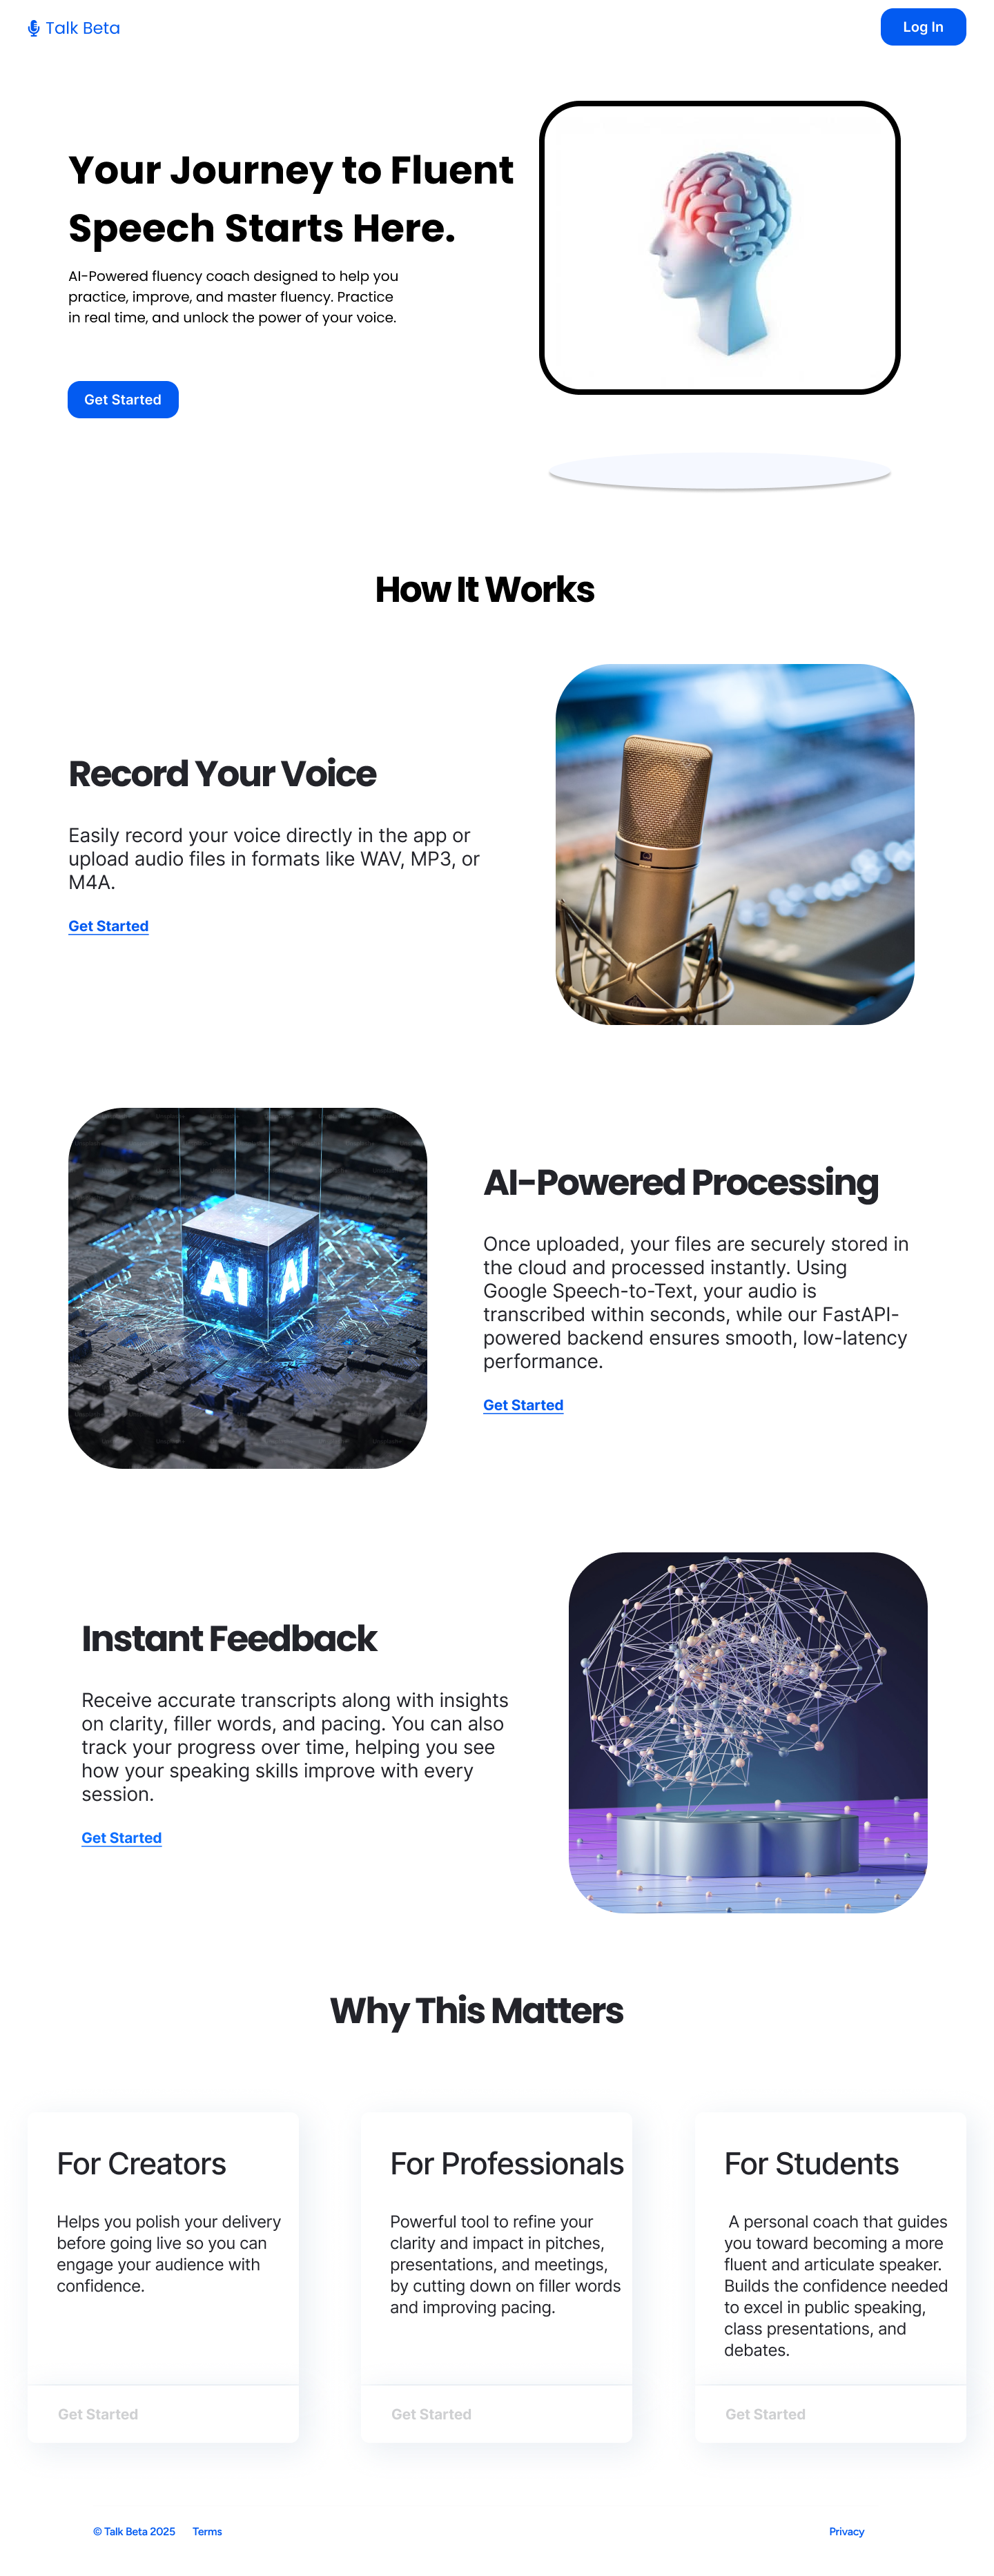 Talk Beta
Log In
Your Journey to Fluent
Speech Starts Here.
AI-Powered fluency coach designed to help you
practice, improve, and master fluency. Practice
in real time, and unlock the power of your voice.
Get Started
How It Works
Record Your Voice
Easily record your voice directly in the app or
upload audio files in formats like WAV, MP3, or
M4A.
Get Started
AI AI
AI-Powered Processing
Once uploaded, your files are securely stored in
the cloud and processed instantly. Using
Google Speech-to-Text, your audio is
transcribed within seconds, while our FastAPI-
powered backend ensures smooth, low-latency
performance.
Get Started
Instant Feedback
Receive accurate transcripts along with insights
on clarity, filler words, and pacing. You can also
track your progress over time, helping you see
how your speaking skills improve with every
session.
Get Started
Why This Matters
For Creators
Helps you polish your delivery
before going live so you can
engage your audience with
confidence.
Get Started
For Professionals
Powerful tool to refine your
clarity and impact in pitches,
presentations, and meetings,
by cutting down on filler words
and improving pacing.
Get Started
For Students
A personal coach that guides
you toward becoming a more
fluent and articulate speaker.
Builds the confidence needed
to excel in public speaking,
class presentations, and
debates.
Get Started
© Talk Beta 2025 Terms Privacy